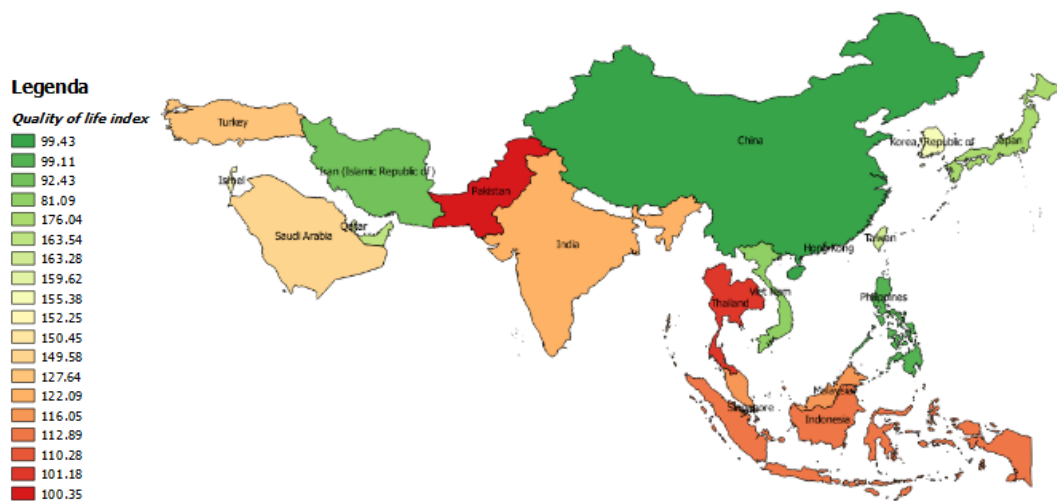 Legenda
Quality of life index
99.43
99.11
92.43
81.09
176.04
163.54
163.28
159.62
155.38
152.25
150.45
149.58
127.64
122.09
116.05
112.89
110.28
101.18
100.35
Turkey
Israel
Iran (Islamic Republic of)
Saudi Arabia
Qatar
Pakistan
India
China
Korea, Republic of
Japan
Hong Kong
Taiwan
Viet Nam
Thailand
Philippines
Malaysia
Singapore
Indonesia